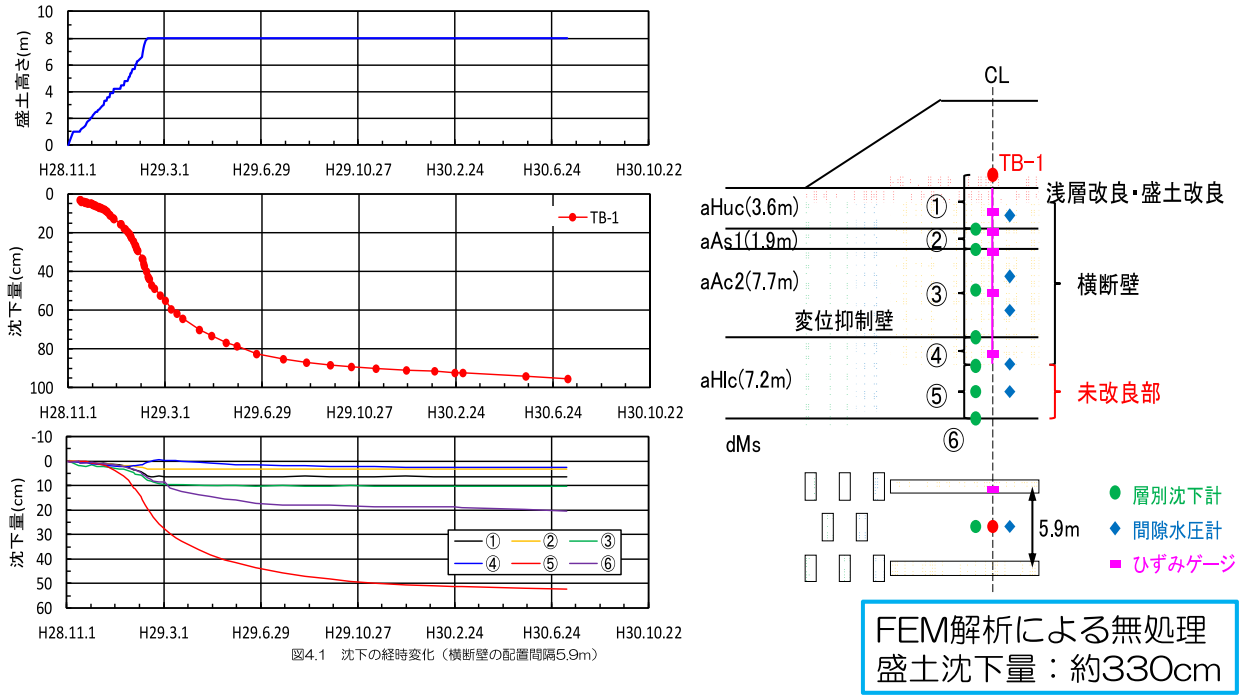 盛土高さ(m)
10
8
6
4
2
0
H28.11.1 H29.3.1 H29.6.29 H29.10.27 H30.2.24 H30.6.24 H30.10.22
沈下量(cm)
0
20
40
60
80
100
TB-1
H28.11.1 H29.3.1 H29.6.29 H29.10.27 H30.2.24 H30.6.24 H30.10.22
沈下量(cm)
-10
0
10
20
30
40
50
60
① ② ③
④ ⑤ ⑥
H28.11.1 H29.3.1 H29.6.29 H29.10.27 H30.2.24 H30.6.24 H30.10.22
図4.1 沈下の経時変化（横断壁の配置間隔5.9m）
CL
TB-1
浅層改良・盛土改良
aHuc(3.6m)
①
aAs1(1.9m)
②
aAc2(7.7m)
③
横断壁
変位抑制壁
④
aHlc(7.2m)
⑤
未改良部
dMs
⑥
5.9m
層別沈下計
間隙水圧計
ひずみゲージ
FEM解析による無処理
盛土沈下量：約330cm